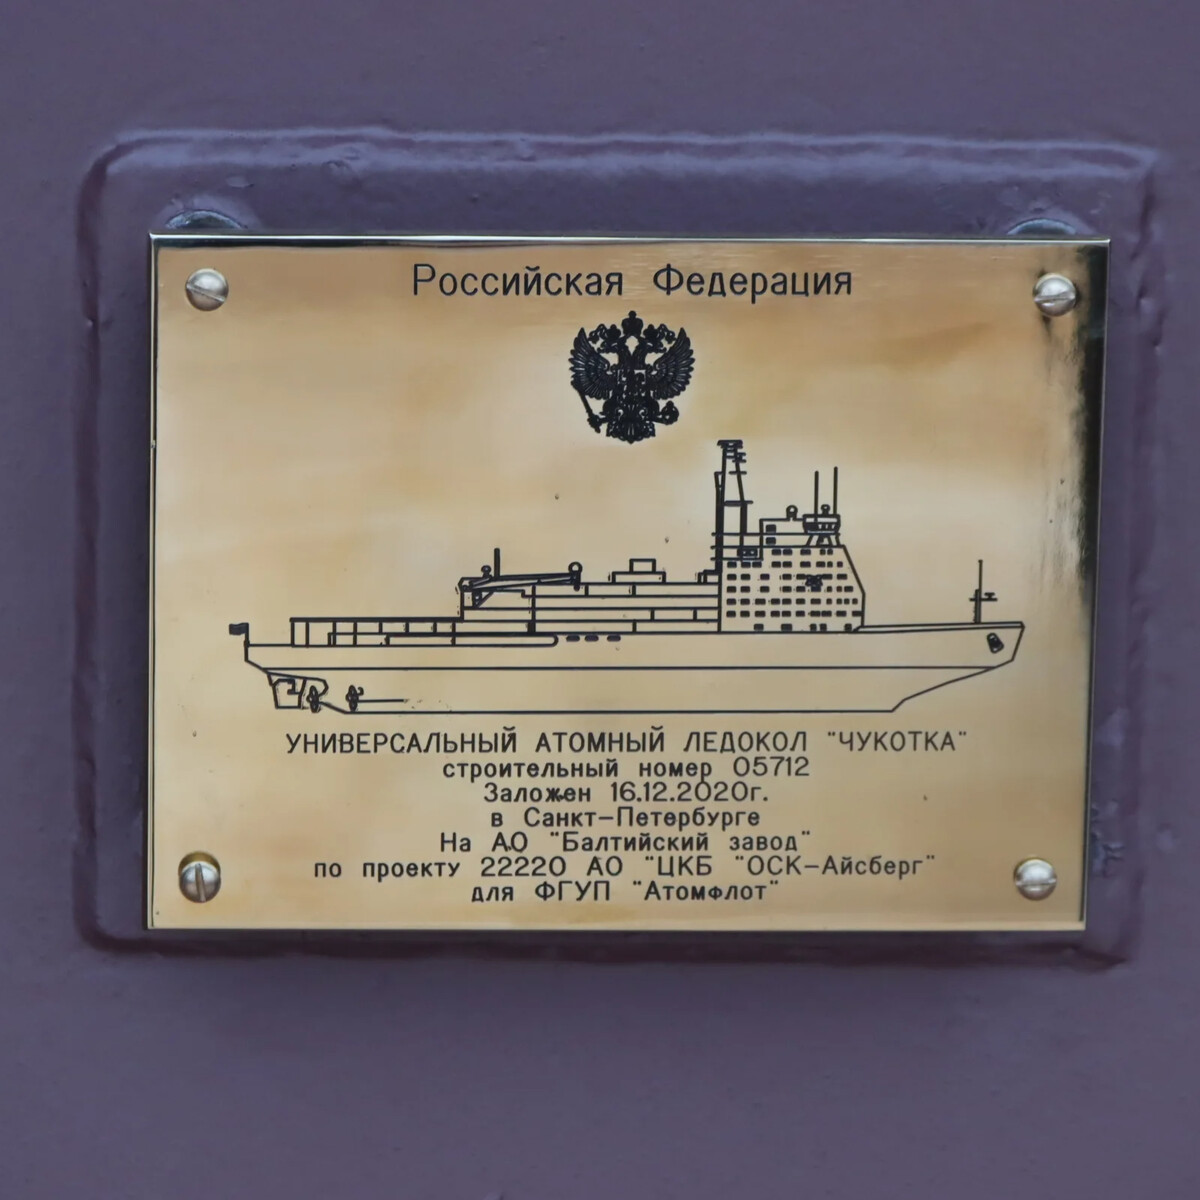 Российская Федерация
УНИВЕРСАЛЬНЫЙ АТОМНЫЙ ЛЕДОКОЛ "ЧУКОТКА"
строительный номер 05712
Заложен 16.12.2020г.
в Санкт-Петербурге
На АО "Балтийский завод"
по проекту 22220 АО "ЦКБ "ОСК-Айсберг"
для ФГУП "Атомфлот"